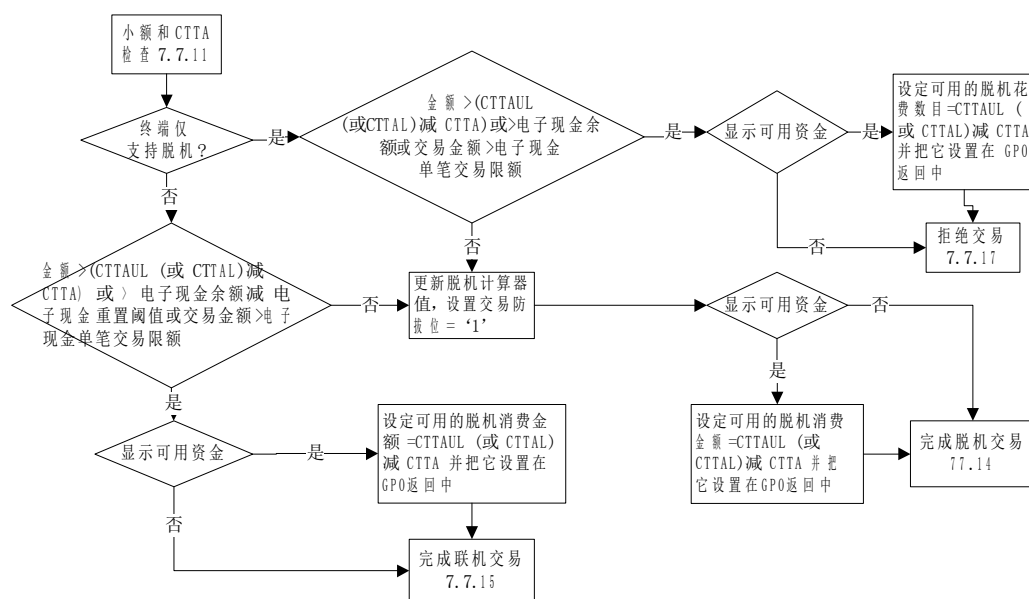 小额和CTTA
检查 7.7.11
终端仅
支持脱机？
是
金额 >(CTTAUL
(或CTTAL)减 CTTA)或>电子现金余
额或交易金额>电子现金
单笔交易限额
是
显示可用资金
是
设定可用的脱机花
费数目=CTTAUL (
或 CTTAL)减 CTTA
并把它设置在 GPO
返回中
否
否
否
拒绝交易
7.7.17
金额 >(CTTAUL (或 CTTAL)减
CTTA) 或 〉 电子现金余额减 电
子现金 重置阈值或交易金额>电子
现金单笔交易限额
否
更新脱机计算器
值，设置交易防
拔位 = ‘1’
显示可用资金
否
是
是
显示可用资金
是
设定可用的脱机消费金
额 =CTTAUL (或 CTTAL)
减 CTTA 并把它设置在
GPO返回中
设定可用的脱机消费
金额 =CTTAUL (或
CTTAL)减 CTTA 并 把
它设置在GPO返回中
完成脱机交易
77.14
否
完成联机交易
7.7.15